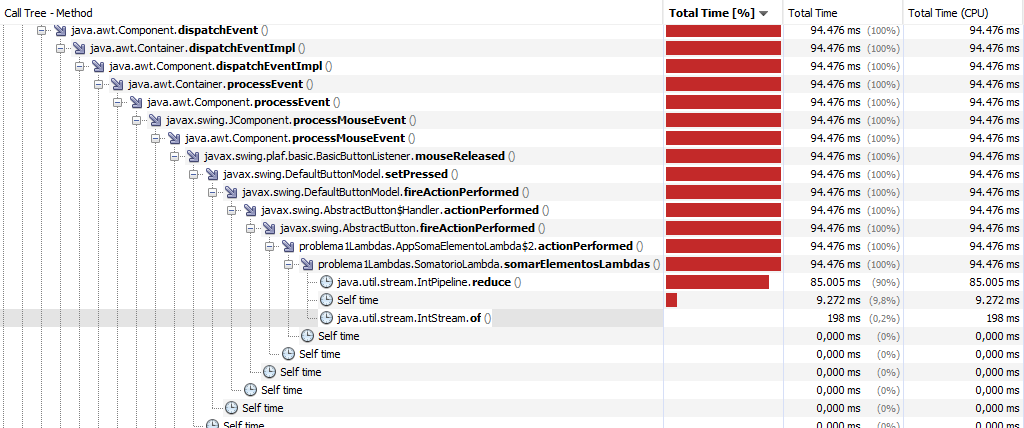 Call Tree - Method Total Time [%] Total Time Total Time (CPU)
java.awt.Component.dispatchEvent () 94.476 ms (100%) 94.476 ms
java.awt.Container.dispatchEventImpl () 94.476 ms (100%) 94.476 ms
java.awt.Component.dispatchEventImpl () 94.476 ms (100%) 94.476 ms
java.awt.Container.processEvent () 94.476 ms (100%) 94.476 ms
java.awt.Component.processEvent () 94.476 ms (100%) 94.476 ms
javax.swing.JComponent.processMouseEvent () 94.476 ms (100%) 94.476 ms
java.awt.Component.processMouseEvent () 94.476 ms (100%) 94.476 ms
javax.swing.plaf.basic.BasicButtonListener.mouseReleased () 94.476 ms (100%) 94.476 ms
javax.swing.DefaultButtonModel.setPressed () 94.476 ms (100%) 94.476 ms
javax.swing.DefaultButtonModel.fireActionPerformed () 94.476 ms (100%) 94.476 ms
javax.swing.AbstractButton$Handler.actionPerformed () 94.476 ms (100%) 94.476 ms
javax.swing.AbstractButton.fireActionPerformed () 94.476 ms (100%) 94.476 ms
problema1Lambdas.AppSomaElementoLambda$2.actionPerformed () 94.476 ms (100%) 94.476 ms
problema1Lambdas.SomatorioLambda.somarElementosLambdas () 94.476 ms (100%) 94.476 ms
java.util.stream.IntPipeline.reduce () 85.005 ms (90%) 85.005 ms
Self time 9.272 ms (9,8%) 9.272 ms
java.util.stream.IntStream.of () 198 ms (0,2%) 198 ms
Self time 0,000 ms (0%) 0,000 ms
Self time 0,000 ms (0%) 0,000 ms
Self time 0,000 ms (0%) 0,000 ms
Self time 0,000 ms (0%) 0,000 ms
Self time 0,000 ms (0%) 0,000 ms
Self time 0,000 ms (0%) 0,000 ms